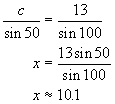 c/sin 50 = 13/sin 100
x = 13sin 50/sin 100
x ≈ 10.1